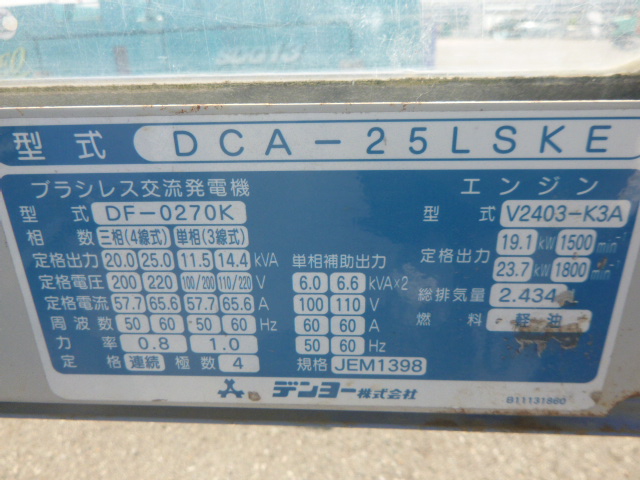 型式 DCA-25LSKE
ブラシレス交流発電機
型式 DF-0270K
相数 三相(4線式) 単相(3線式)
定格出力 20.0 25.0 11.5 14.4 kVA
定格電圧 200 220 100/200 110/220 V
定格電流 57.7 65.6 57.7 65.6 A
周波数 50 60 50 60 Hz
力率 0.8 1.0
定格 連続 極数 4
単相補助出力
6.0 6.6 kVA×2
100 110 V
60 60 A
50 60 Hz
規格 JEM1398
エンジン
型式 V2403-K3A
定格出力 19.1 kW 1500 min
23.7 kW 1800 min
総排気量 2.434
燃料 軽油
デンヨー株式会社